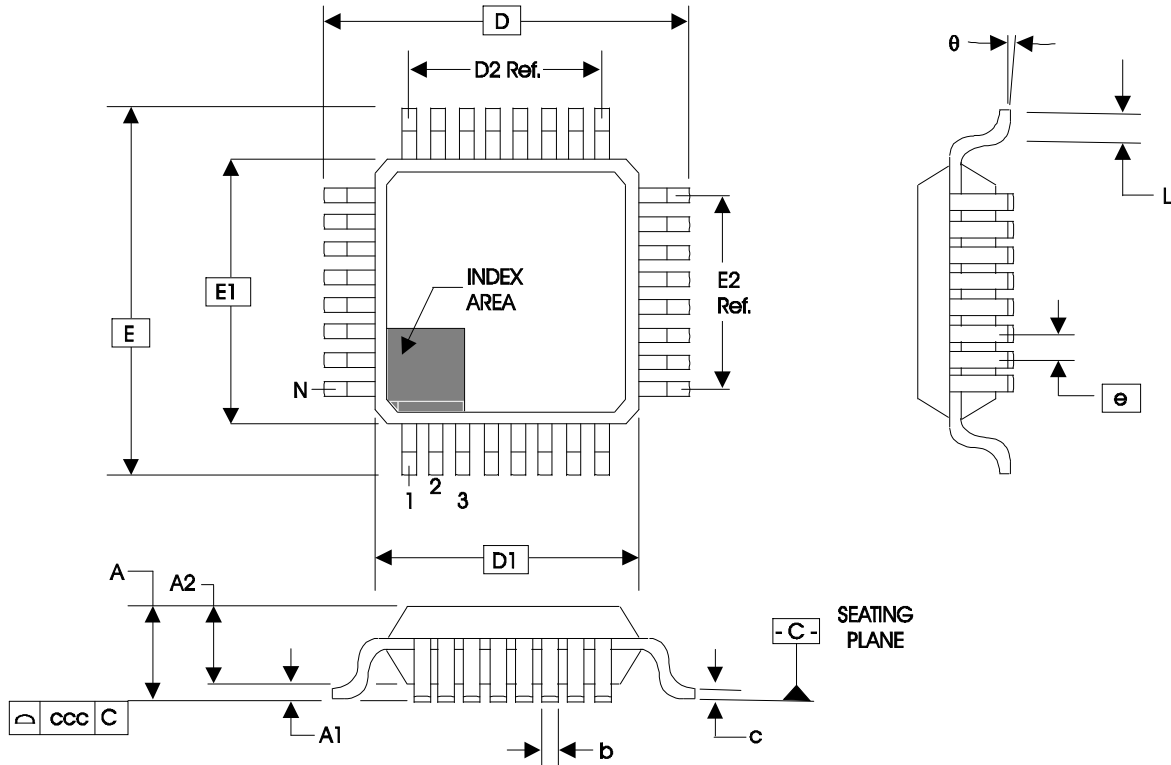 D
θ
D2 Ref.
L
INDEX
AREA
E1
E2
Ref.
E
N
e
1
2
3
D1
A
A2
- C -
SEATING
PLANE
ccc C
A1
b
c